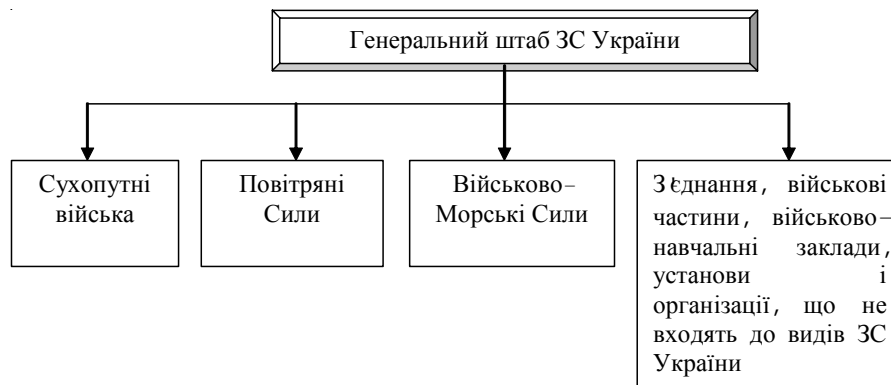 Генеральний штаб ЗС України
Сухопутні
війська
Повітряні
Сили
Військово–
Морські Сили
З'єднання, військові
частини, військово–
навчальні заклади,
установи і
організації, що не
входять до видів ЗС
України